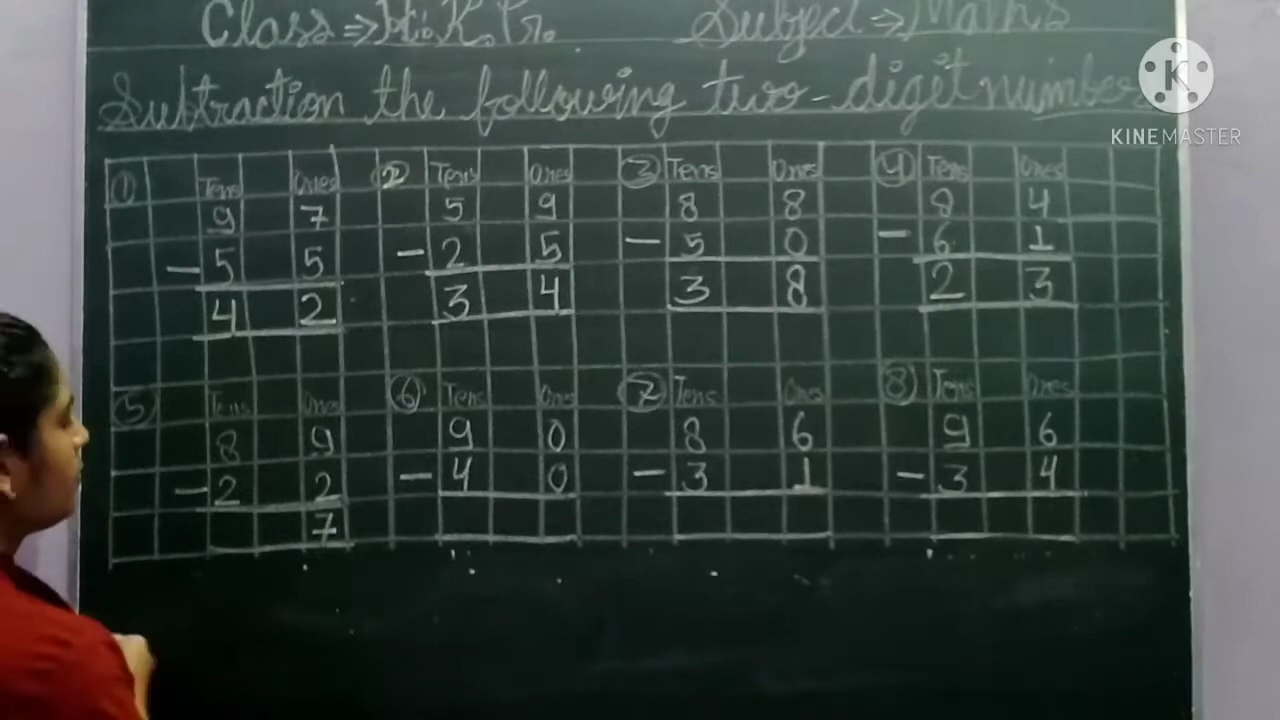 Class ⇒ H.K.G. Subject ⇒ Maths
K
KINEMASTER
Subtraction the following two-digit numbers
① Tens Ones ② Tens Ones ③ Tens Ones ④ Tens Ones
9 7 5 9 8 8 8 4
- 5 5 - 2 5 - 5 0 - 6 1
4 2 3 4 3 8 2 3
⑤ Tens Ones ⑥ Tens Ones ⑦ Tens Ones ⑧ Tens Ones
8 9 9 0 8 6 9 6
- 2 2 - 4 0 - 3 1 - 3 4
7